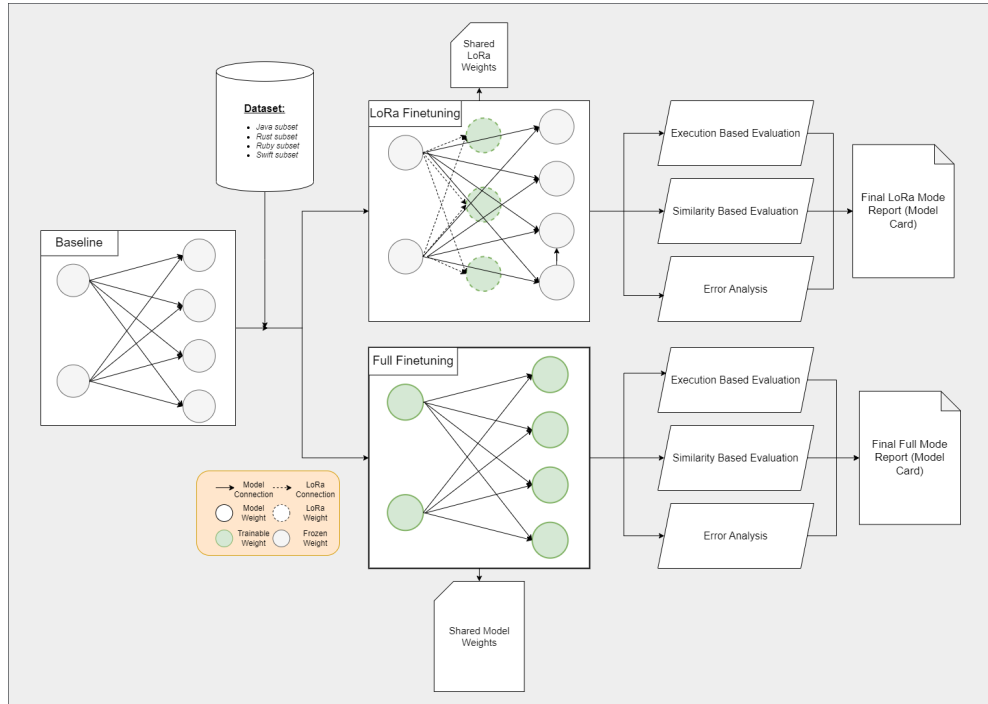 Shared
LoRa
Weights
Dataset:
Java subset
Rust subset
Ruby subset
Swift subset
LoRa Finetuning
Execution Based Evaluation
Similarity Based Evaluation
Error Analysis
Final LoRa Mode
Report (Model
Card)
Baseline
Full Finetuning
Execution Based Evaluation
Similarity Based Evaluation
Error Analysis
Final Full Mode
Report (Model
Card)
Model
Connection
LoRa
Connection
Model
Weight
LoRa
Weight
Trainable
Weight
Frozen
Weight
Shared Model
Weights